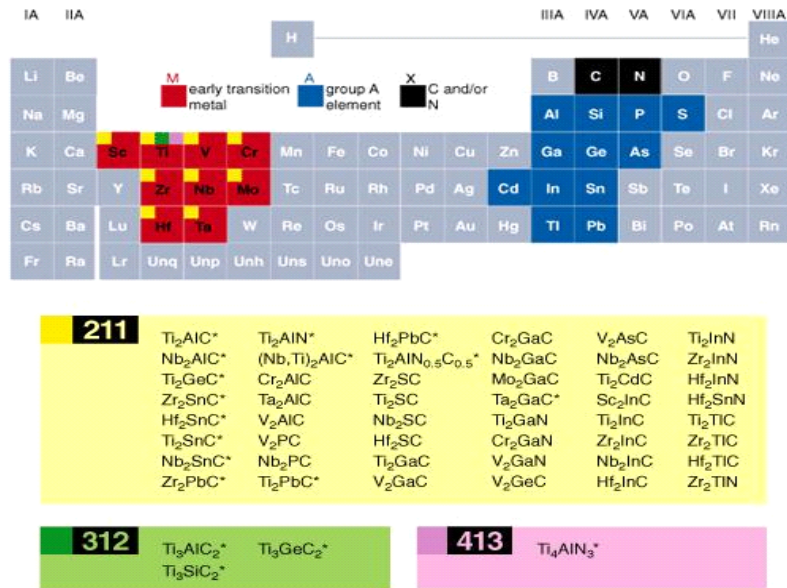 IA IIA IIIA IVA VA VIA VII VIIIA
H He
Li Be B C N O F Ne
M early transition metal
A group A element
X C and/or N
Na Mg Al Si P S Cl Ar
K Ca Sc Ti V Cr Mn Fe Co Ni Cu Zn Ga Ge As Se Br Kr
Rb Sr Y Zr Nb Mo Tc Ru Rh Pd Ag Cd In Sn Sb Te I Xe
Cs Ba Lu Hf Ta W Re Os Ir Pt Au Hg Tl Pb Bi Po At Rn
Fr Ra Lr Unq Unp Unh Uns Uno Une
211
Ti₂AlC* Ti₂AlN* Hf₂PbC* Cr₂GaC V₂AsC Ti₂InN
Nb₂AlC* (Nb,Ti)₂AlC* Ti₂AlN₀.₅C₀.₅* Nb₂GaC Nb₂AsC Zr₂InN
Ti₂GeC* Cr₂AlC Zr₂SC Mo₂GaC Ti₂CdC Hf₂InN
Zr₂SnC* Ta₂AlC Ti₂SC Ta₂GaC* Sc₂InC Hf₂SnN
Hf₂SnC* V₂AlC Nb₂SC Ti₂GaN Ti₂InC Ti₂TlC
Ti₂SnC* V₂PC Hf₂SC Cr₂GaN Zr₂InC Zr₂TlC
Nb₂SnC* Nb₂PC Ti₂GaC V₂GaN Nb₂InC Hf₂TlC
Zr₂PbC* Ti₂PbC* V₂GaC V₂GeC Hf₂InC Zr₂TlN
312
Ti₃AlC₂* Ti₃GeC₂*
Ti₃SiC₂*
413
Ti₄AlN₃*